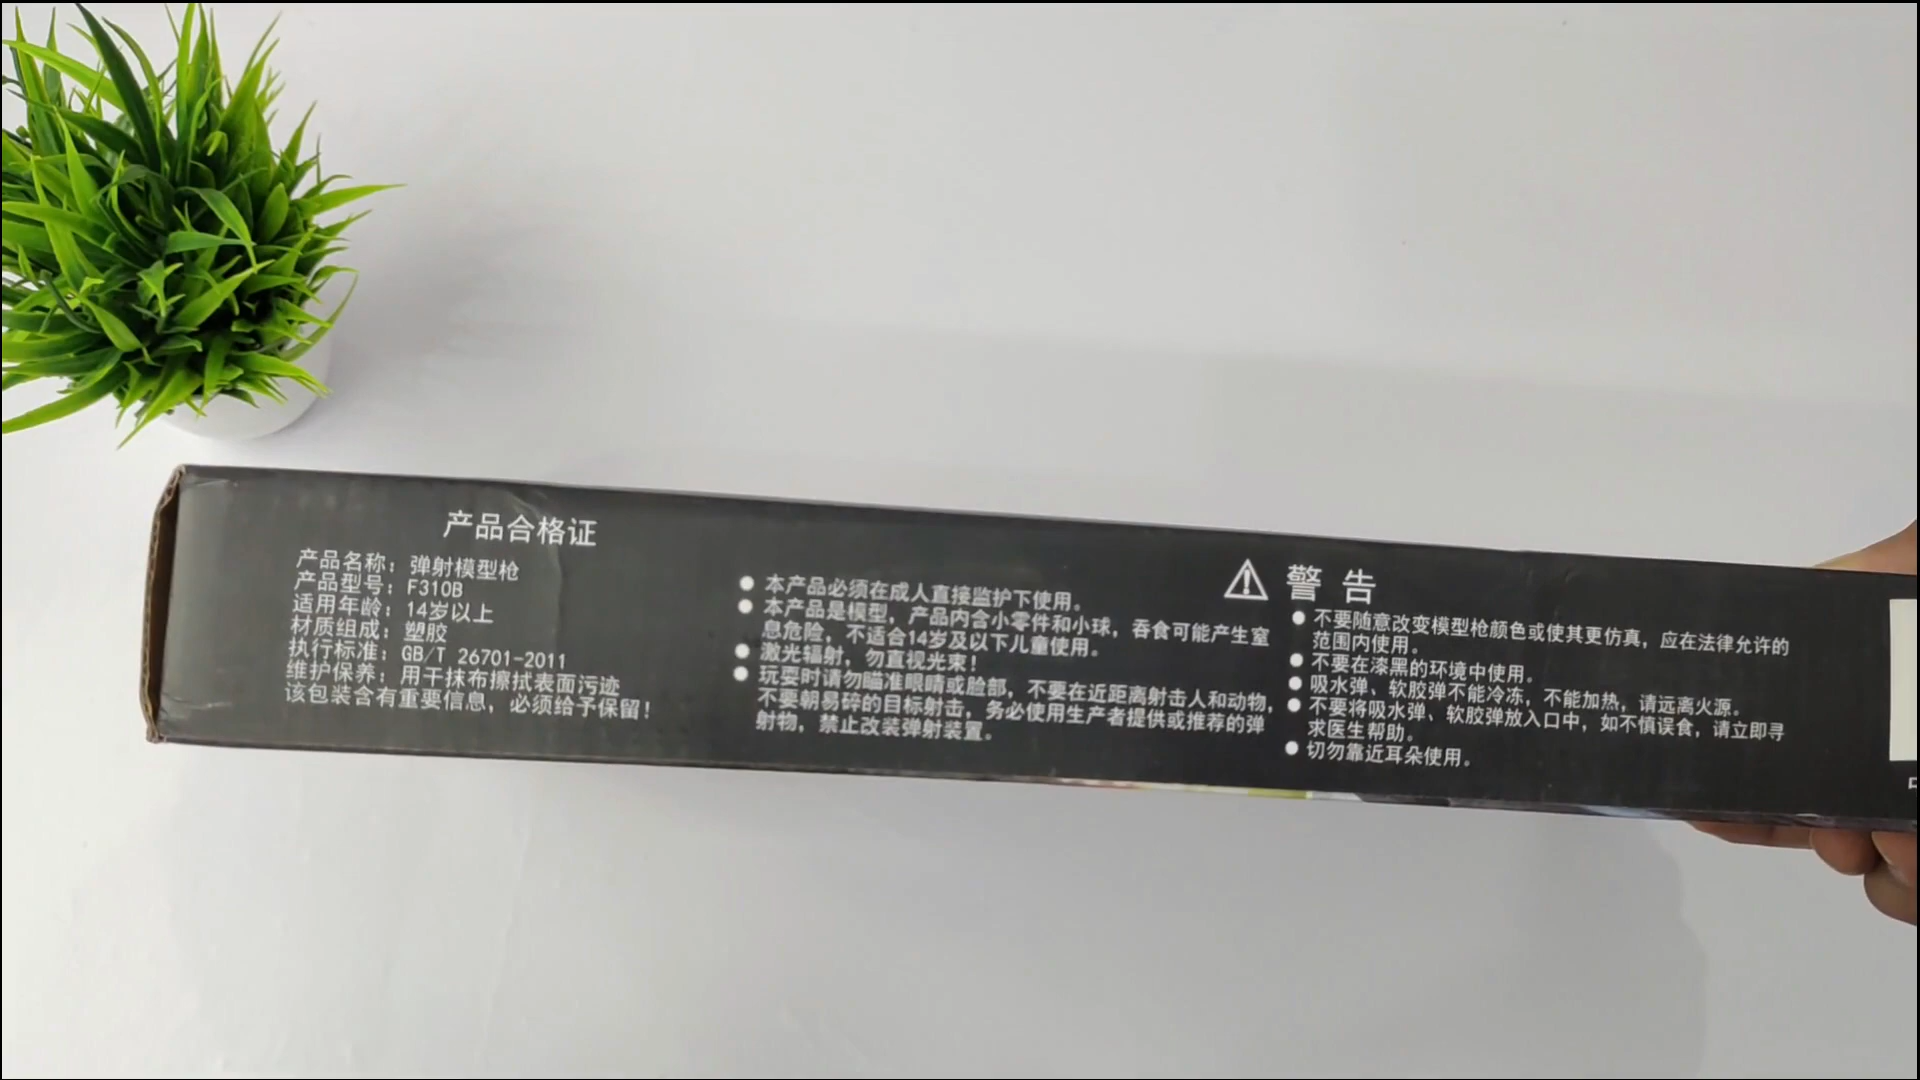 产品合格证
产品名称：弹射模型枪
产品型号：F310B
适用年龄：14岁以上
材质组成：塑胶
执行标准：GB/T 26701-2011
维护保养：用干抹布擦拭表面污迹
该包装含有重要信息，必须给予保留！
●本产品必须在成人直接监护下使用。
●本产品是模型，产品内含小零件和小球，吞食可能产生窒
息危险，不适合14岁及以下儿童使用。
●激光辐射，勿直视光束！
●玩耍时请勿瞄准眼睛或脸部，不要在近距离射击人和动物，
不要朝易碎的目标射击，务必使用生产者提供或推荐的弹
射物，禁止改装弹射装置。
警告
●不要随意改变模型枪颜色或使其更仿真，应在法律允许的
范围内使用。
●不要在漆黑的环境中使用。
●吸水弹、软胶弹不能冷冻，不能加热，请远离火源。
●不要将吸水弹、软胶弹放入口中，如不慎误食，请立即寻
求医生帮助。
●切勿靠近耳朵使用。